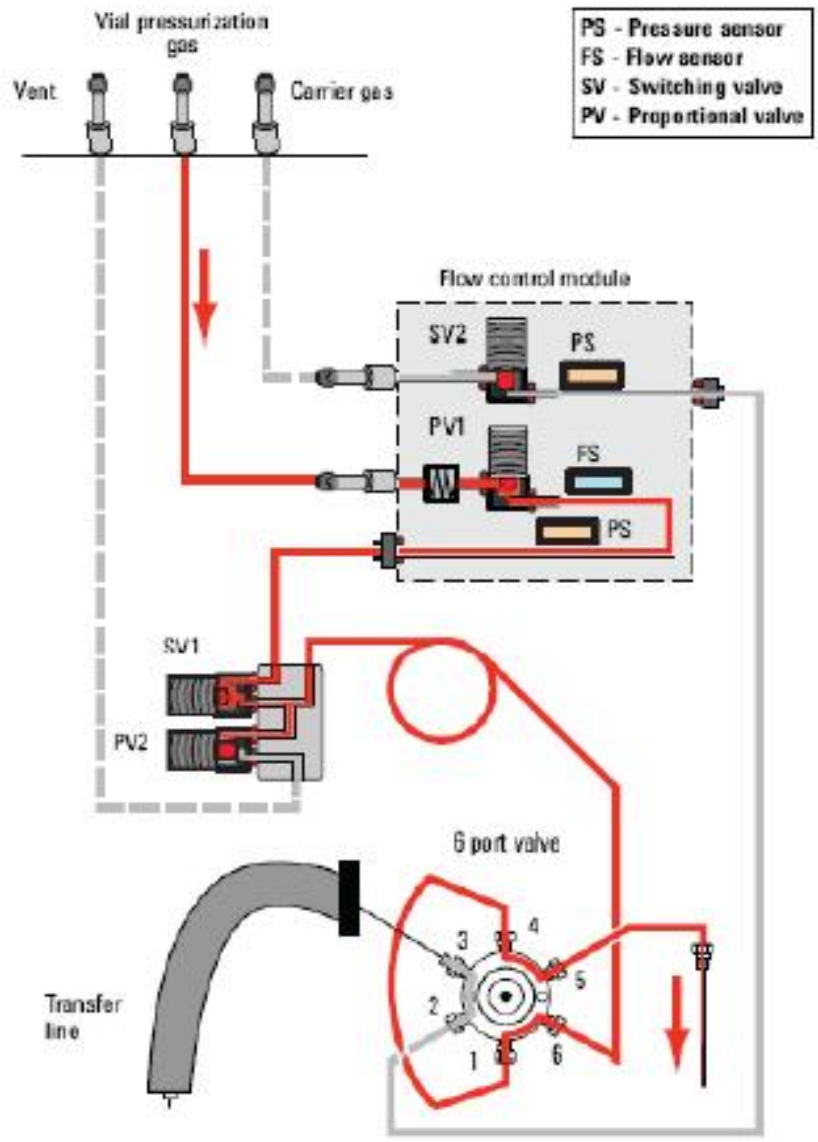 Vial pressurization
gas
Vent
Carrier gas
PS - Pressure sensor
FS - Flow sensor
SV - Switching valve
PV - Proportional valve
Flow control module
SV2
PS
PV1
FS
PS
SV1
PV2
6 port valve
3
4
5
2
1
6
Transfer
line